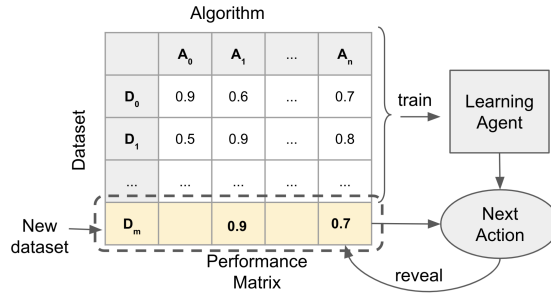 Algorithm
A0 A1 ... An
D0 0.9 0.6 ... 0.7
D1 0.5 0.9 ... 0.8
... ... ...
Dm 0.9 0.7
Dataset
New
dataset
Performance
Matrix
train
Learning
Agent
Next
Action
reveal